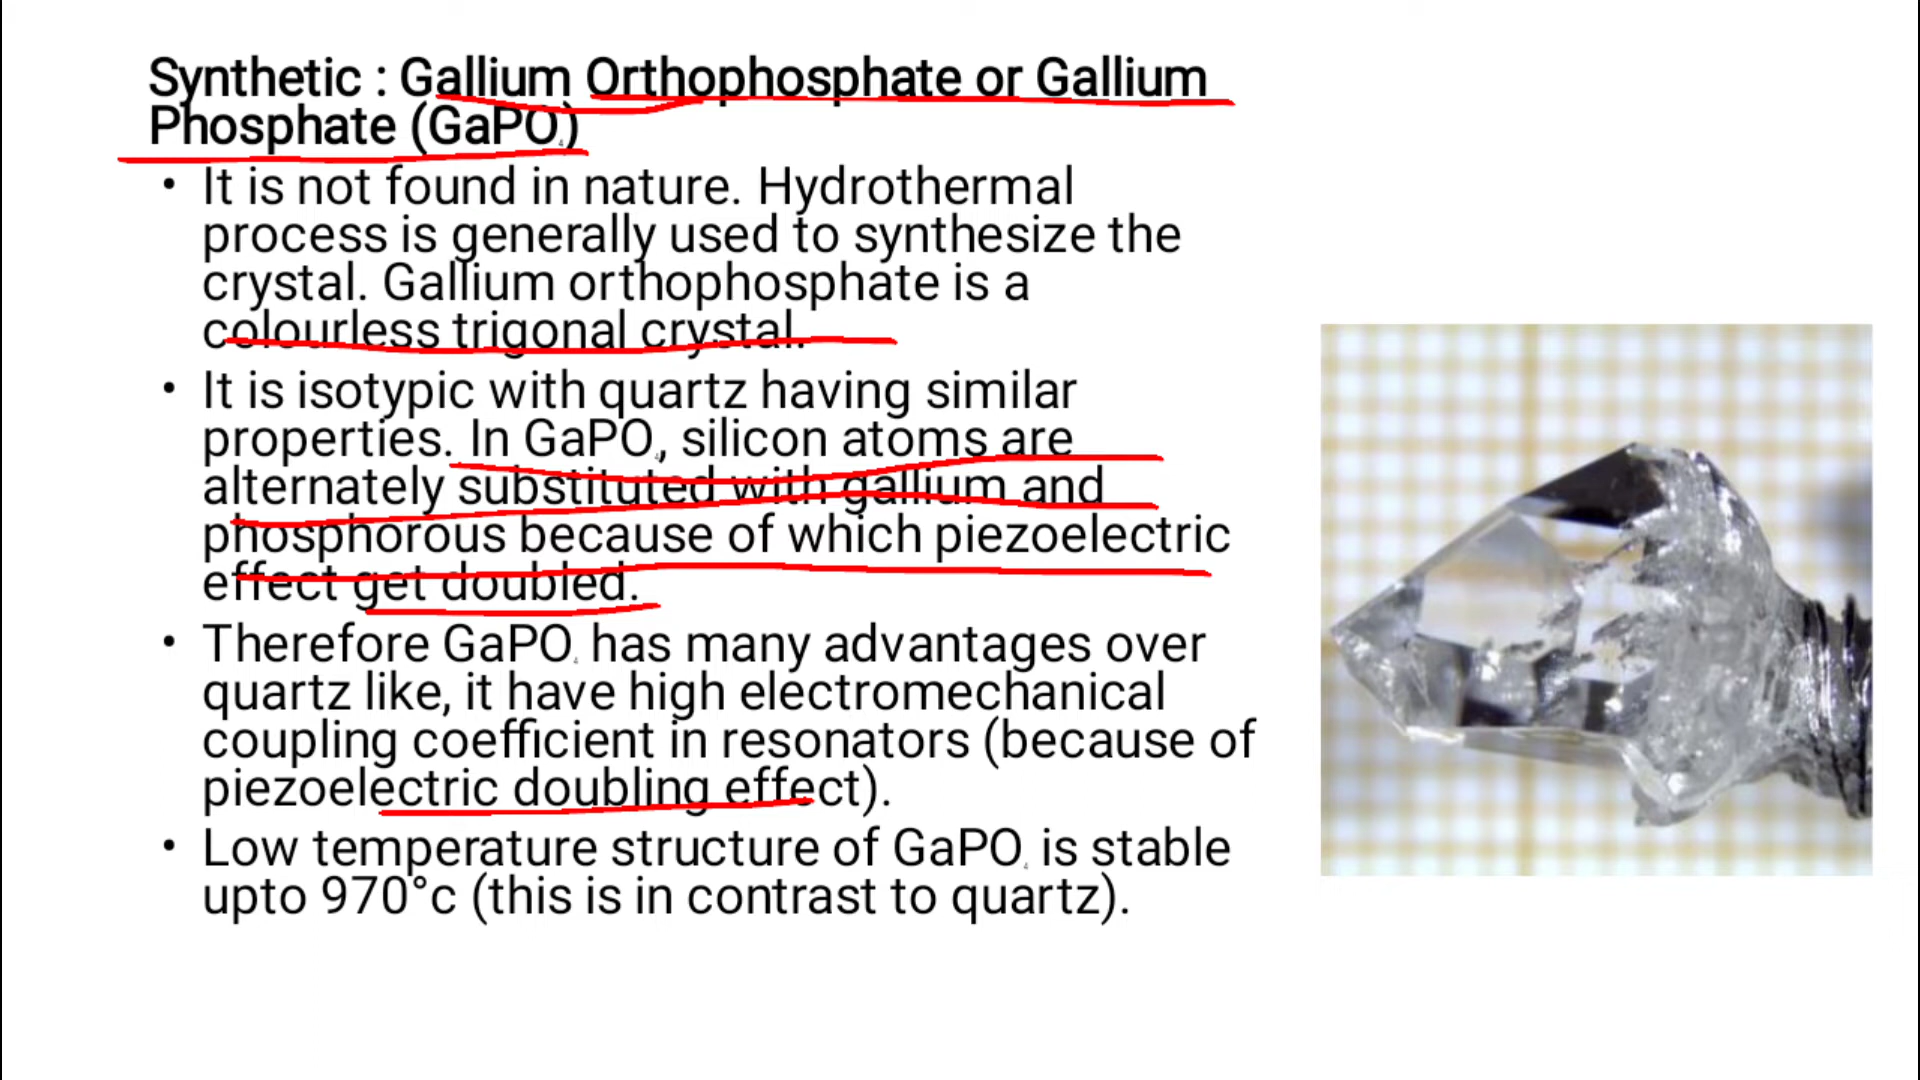 Synthetic : Gallium Orthophosphate or Gallium
Phosphate (GaPO₄)
• It is not found in nature. Hydrothermal
process is generally used to synthesize the
crystal. Gallium orthophosphate is a
colourless trigonal crystal.
• It is isotypic with quartz having similar
properties. In GaPO₄, silicon atoms are
alternately substituted with gallium and
phosphorous because of which piezoelectric
effect get doubled.
• Therefore GaPO₄ has many advantages over
quartz like, it have high electromechanical
coupling coefficient in resonators (because of
piezoelectric doubling effect).
• Low temperature structure of GaPO₄ is stable
upto 970°c (this is in contrast to quartz).